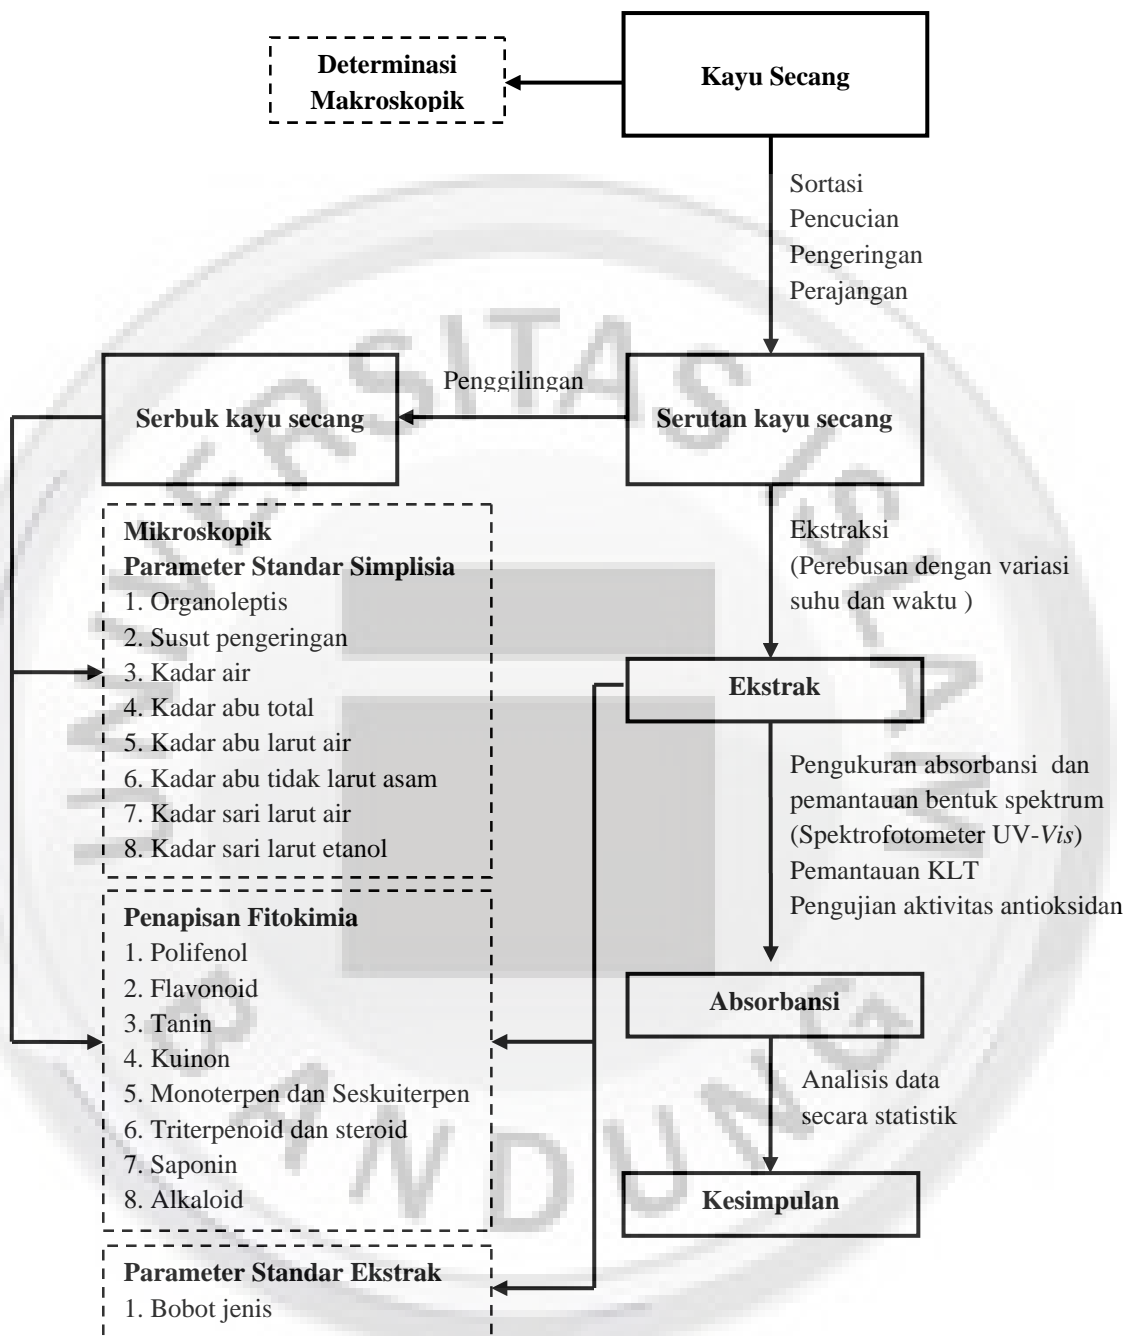 Determinasi
Makroskopik
Kayu Secang
Sortasi
Pencucian
Pengeringan
Perajangan
Serbuk kayu secang
Penggilingan
Serutan kayu secang
Mikroskopik
Parameter Standar Simplisia
1. Organoleptis
2. Susut pengeringan
3. Kadar air
4. Kadar abu total
5. Kadar abu larut air
6. Kadar abu tidak larut asam
7. Kadar sari larut air
8. Kadar sari larut etanol
Ekstraksi
(Perebusan dengan variasi
suhu dan waktu )
Ekstrak
Pengukuran absorbansi dan
pemantauan bentuk spektrum
(Spektrofotometer UV-Vis)
Pemantauan KLT
Pengujian aktivitas antioksidan
Penapisan Fitokimia
1. Polifenol
2. Flavonoid
3. Tanin
4. Kuinon
5. Monoterpen dan Seskuiterpen
6. Triterpenoid dan steroid
7. Saponin
8. Alkaloid
Absorbansi
Analisis data
secara statistik
Kesimpulan
Parameter Standar Ekstrak
1. Bobot jenis
UNIVERSITAS ISLAM
BANDUNG